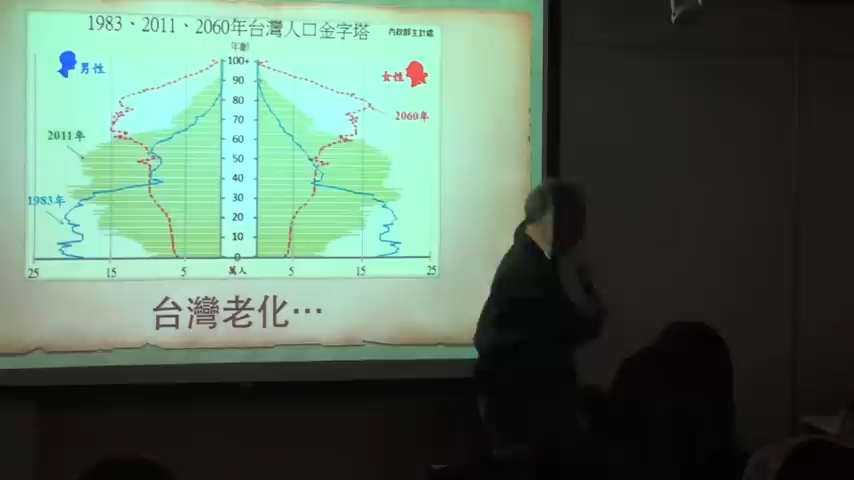 1983、2011、2060年台灣人口金字塔
內政部主計處
年齡
男性
女性
100+
90
80
70
60
50
40
30
20
10
0
2060年
2011年
1983年
25
15
5
萬人
5
15
25
台灣老化…